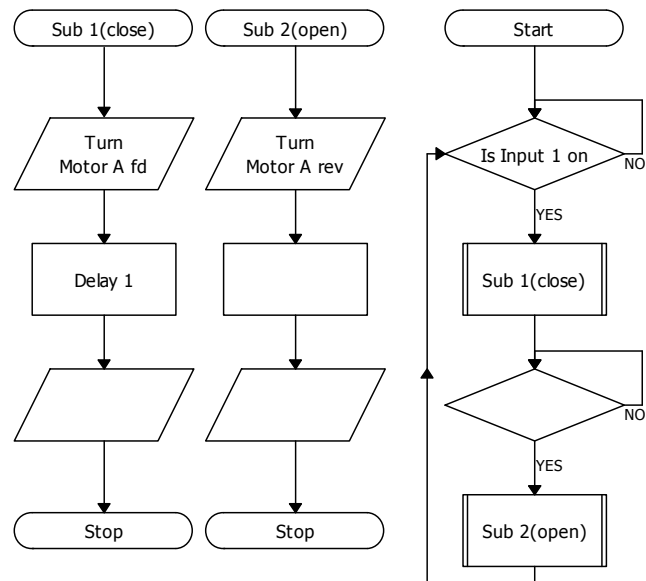 Sub 1(close)
Turn
Motor A fd
Delay 1
Stop
Sub 2(open)
Turn
Motor A rev
Stop
Start
Is Input 1 on
NO
YES
Sub 1(close)
NO
YES
Sub 2(open)